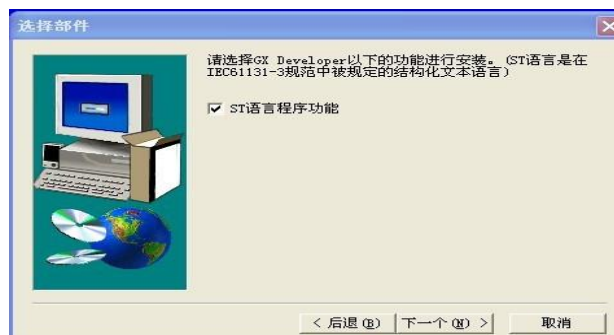 选择部件
请选择GX Developer以下的功能进行安装。(ST语言是在
IEC61131-3规范中被规定的结构化文本语言)
ST语言程序功能
< 后退(B) 下一个(N) > 取消